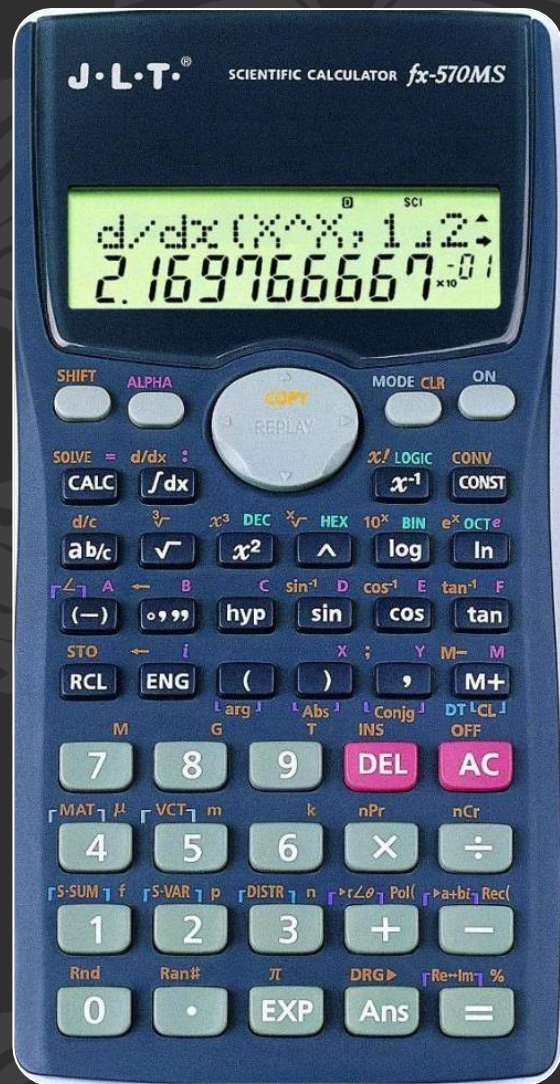 J·L·T·® SCIENTIFIC CALCULATOR fx-570MS
D SCI
d/dx(X^X,1⌟2
2.169766667×10-01
SHIFT ALPHA COPY MODE CLR ON
REPLAY
SOLVE = d/dx : x! LOGIC CONV
CALC ∫dx x-1 CONST
d/c 3√ x3 DEC x√ HEX 10x BIN ex OCT e
ab/c √ x2 ^ log ln
∠ A ← B C sin-1 D cos-1 E tan-1 F
(—) o,,, hyp sin cos tan
STO ← i X ; Y M– M
RCL ENG ( ) , M+
arg Abs Conjg DT CL
M G T INS OFF
7 8 9 DEL AC
MAT μ VCT m k nPr nCr
4 5 6 × ÷
S-SUM f S-VAR p DISTR n ▸r∠θ Pol( ▸a+bi Rec(
1 2 3 + −
Rnd Ran# π DRG▸ Re↔Im %
0 · EXP Ans =